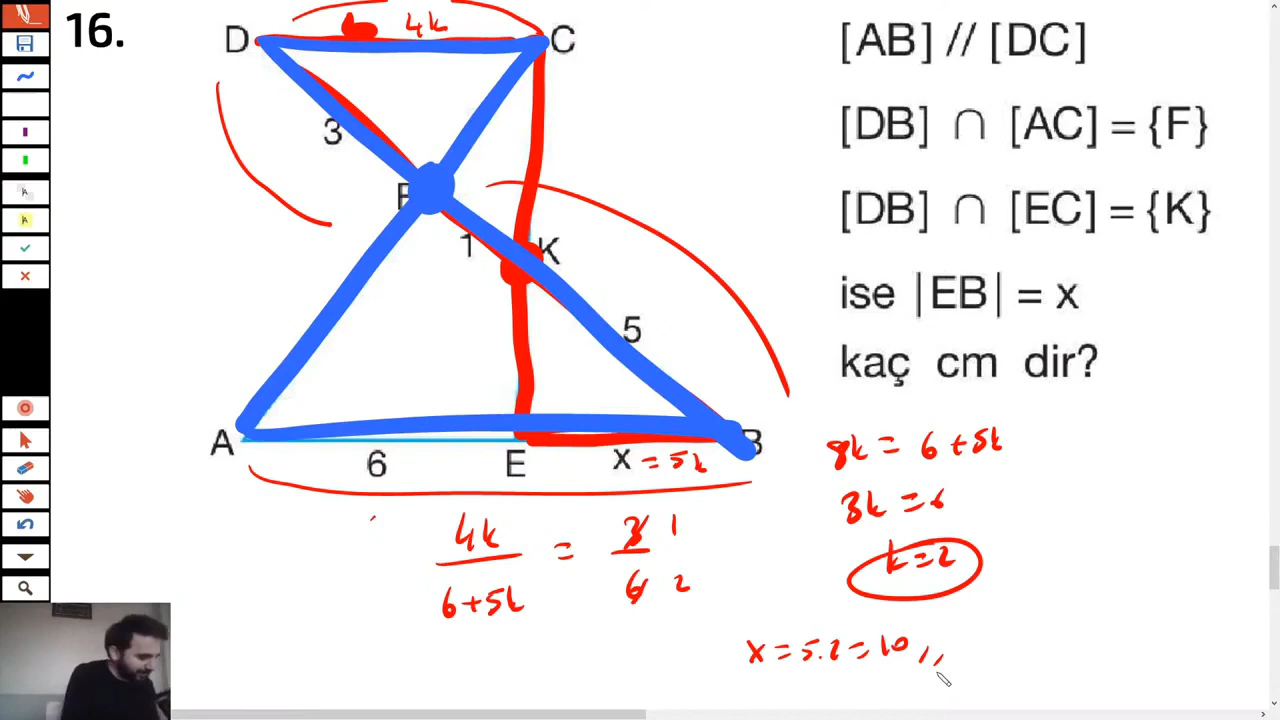 16.
D 4k C
3
F
1 K
5
A 6 E x = 5k B
[AB] // [DC]
[DB] ∩ [AC] = {F}
[DB] ∩ [EC] = {K}
ise |EB| = x
kaç cm dir?
4k / 6+5k = 3 1 / 6 2
8k = 6 + 5k
3k = 6
k = 2
x = 5.2 = 10 ,,